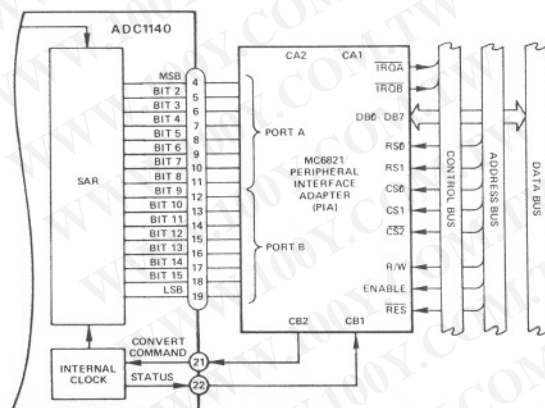 ADC1140
SAR
MSB 4
BIT 2 5
BIT 3 6
BIT 4 7
BIT 5 8
BIT 6 9
BIT 7 10
BIT 8 11
BIT 9 12
BIT 10 13
BIT 11 14
BIT 12 15
BIT 13 16
BIT 14 17
BIT 15 18
LSB 19
INTERNAL
CLOCK
CONVERT
COMMAND
21
STATUS
22
CA2 CA1
PORT A
PORT B
MC6821
PERIPHERAL
INTERFACE
ADAPTER
(PIA)
CB2 CB1
IRQA
IRQB
DB0-DB7
RS0
RS1
CS0
CS1
CS2
R/W
ENABLE
RES
CONTROL BUS
ADDRESS BUS
DATA BUS
WWW.100Y.COM.TW